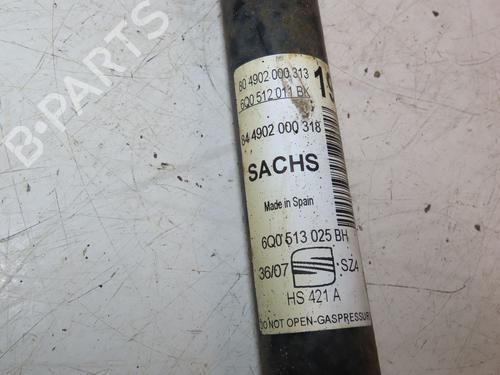 80 4902 000 313
6Q0 512 011 BK
84 4902 000 318
SACHS
Made in Spain
6Q0 513 025 BH
36/07 SZ4
HS 421 A
DO NOT OPEN-GASPRESSUR
B-PARTS